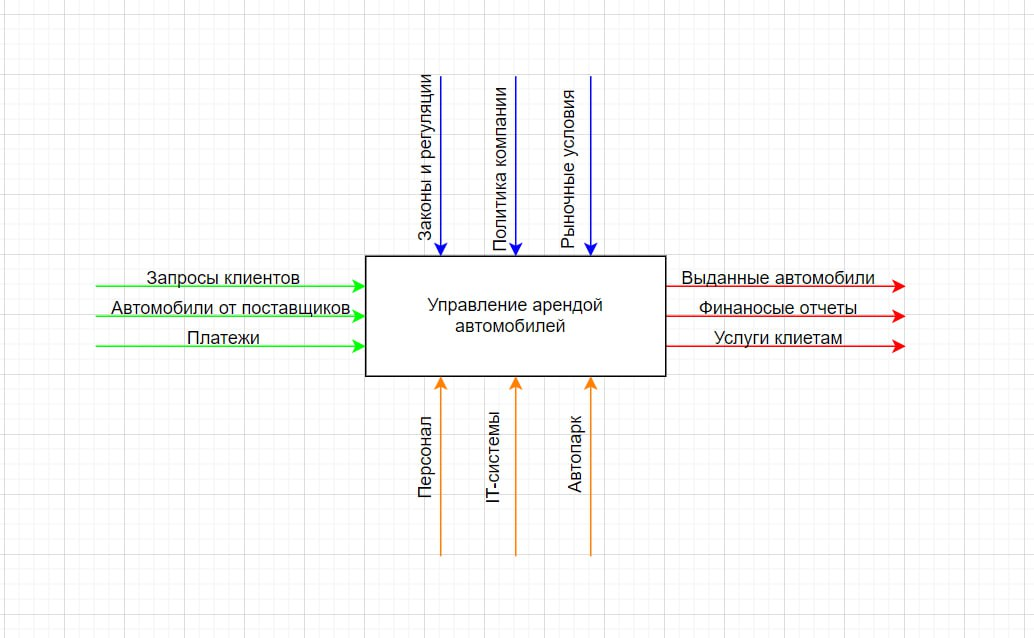 Законы и регуляции
Политика компании
Рыночные условия
Запросы клиентов
Автомобили от поставщиков
Платежи
Управление арендой
автомобилей
Выданные автомобили
Финаносые отчеты
Услуги клиетам
Персонал
IT-системы
Автопарк